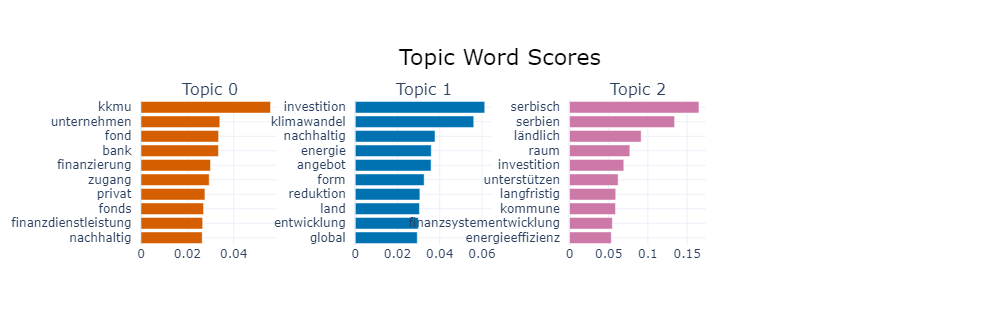 Topic Word Scores
Topic 0
kkmu
unternehmen
fond
bank
finanzierung
zugang
privat
fonds
finanzdienstleistung
nachhaltig
0 0.02 0.04
Topic 1
investition
klimawandel
nachhaltig
energie
angebot
form
reduktion
land
entwicklung
global
0 0.02 0.04 0.06
Topic 2
serbisch
serbien
ländlich
raum
investition
unterstützen
langfristig
kommune
finanzsystementwicklung
energieeffizienz
0 0.05 0.1 0.15